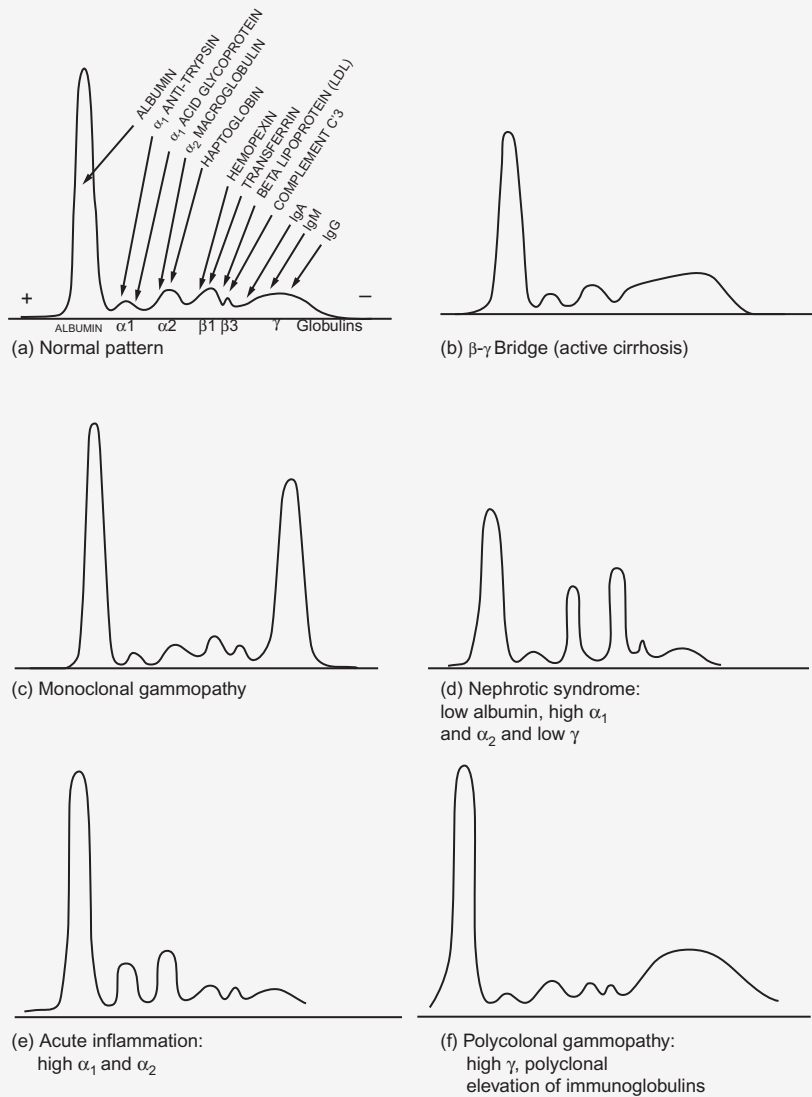 ALBUMIN
α1 ANTI-TRYPSIN
α1 ACID GLYCOPROTEIN
α2 MACROGLOBULIN
HAPTOGLOBIN
HEMOPEXIN
TRANSFERRIN
BETA LIPOPROTEIN (LDL)
COMPLEMENT C'3
IgA
IgM
IgG
+
–
ALBUMIN α1 α2 β1 β3 γ Globulins
(a) Normal pattern
(b) β-γ Bridge (active cirrhosis)
(c) Monoclonal gammopathy
(d) Nephrotic syndrome:
low albumin, high α1
and α2 and low γ
(e) Acute inflammation:
high α1 and α2
(f) Polycolonal gammopathy:
high γ, polyclonal
elevation of immunoglobulins